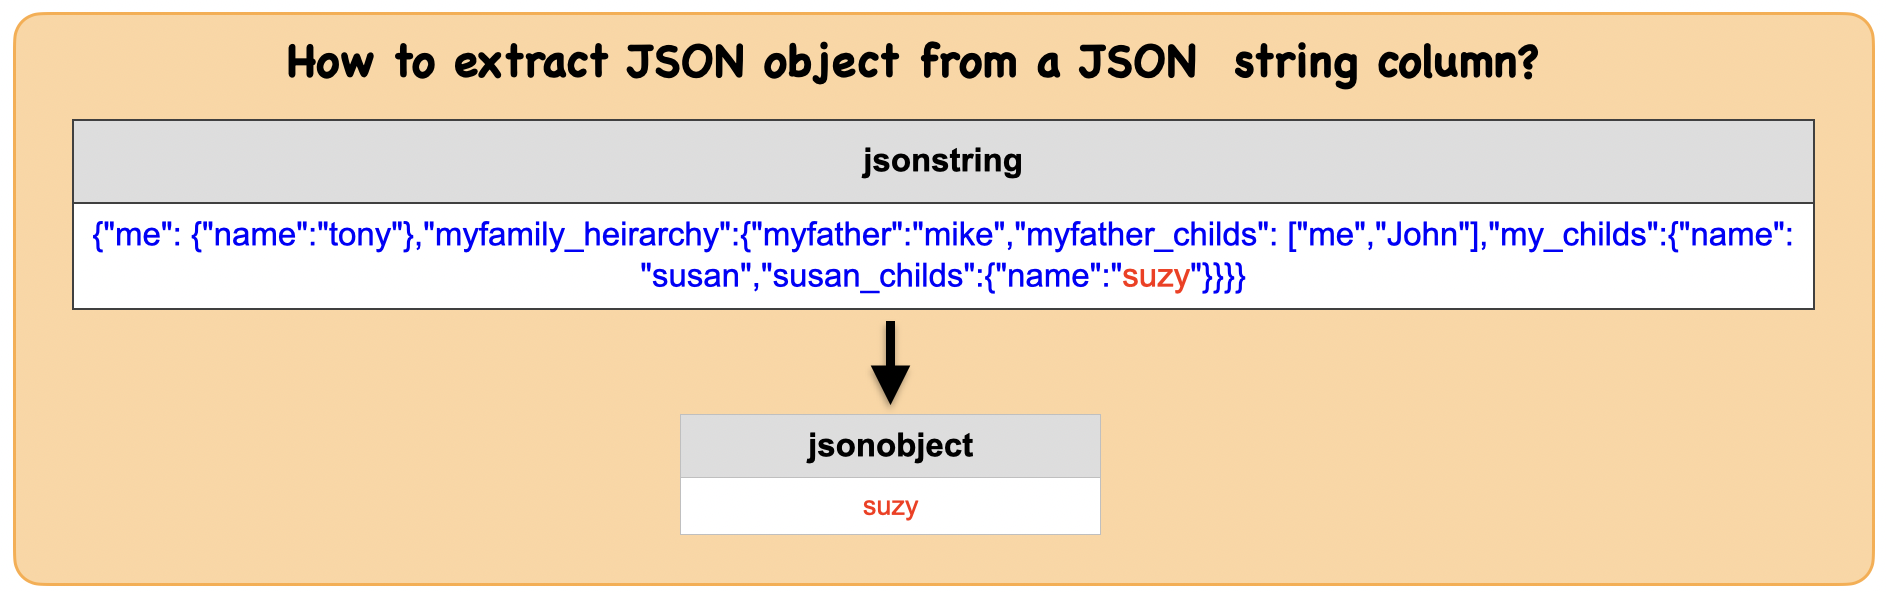 How to extract JSON object from a JSON  string column?
jsonstring
{"me": {"name":"tony"},"myfamily_heirarchy":{"myfather":"mike","myfather_childs": ["me","John"],"my_childs":{"name":
"susan","susan_childs":{"name":"suzy"}}}}
jsonobject
suzy